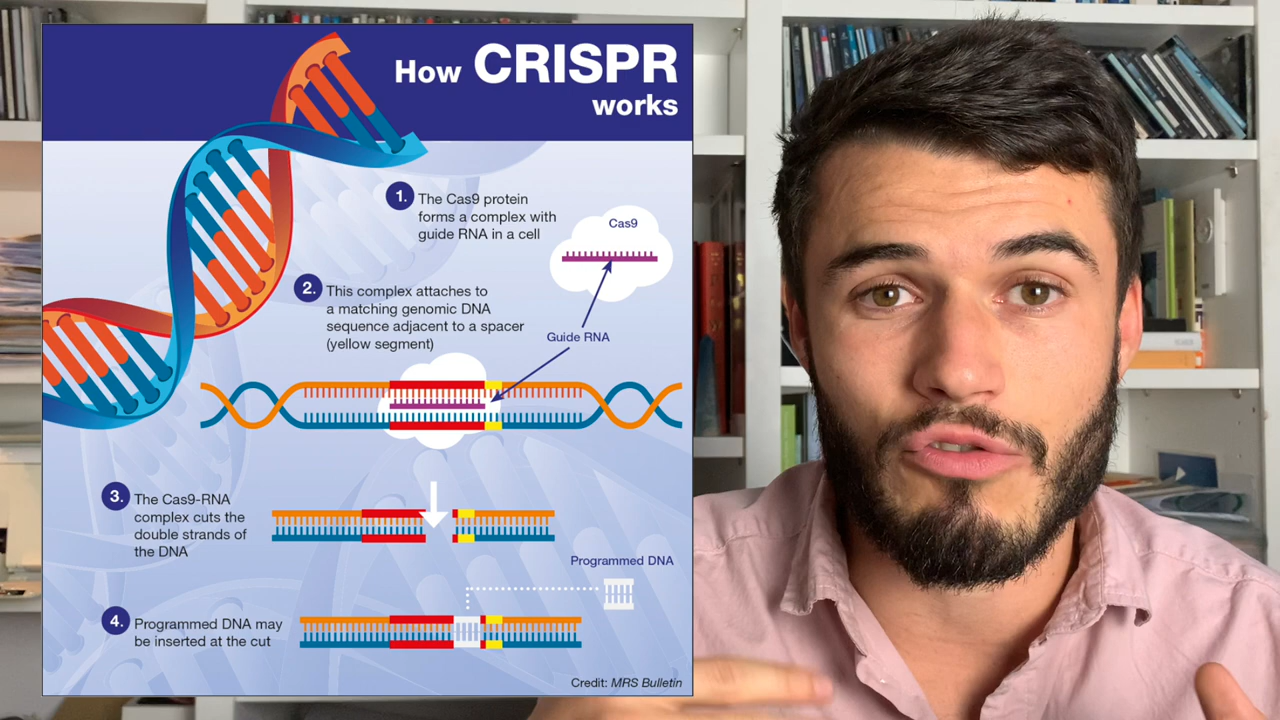 How CRISPR
works
1. The Cas9 protein
forms a complex with
guide RNA in a cell
Cas9
2. This complex attaches to
a matching genomic DNA
sequence adjacent to a spacer
(yellow segment)
Guide RNA
3. The Cas9-RNA
complex cuts the
double strands of
the DNA
Programmed DNA
4. Programmed DNA may
be inserted at the cut
Credit: MRS Bulletin